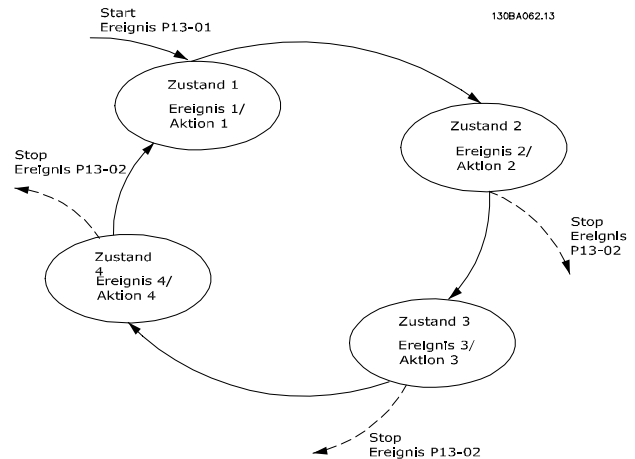 Start
Ereignis P13-01
130BA062.13
Zustand 1
Ereignis 1/
Aktion 1
Zustand 2
Ereignis 2/
Aktion 2
Stop
Ereignis P13-02
Stop
Ereignis
P13-02
Zustand
4
Ereignis 4/
Aktion 4
Zustand 3
Ereignis 3/
Aktion 3
Stop
Ereignis P13-02